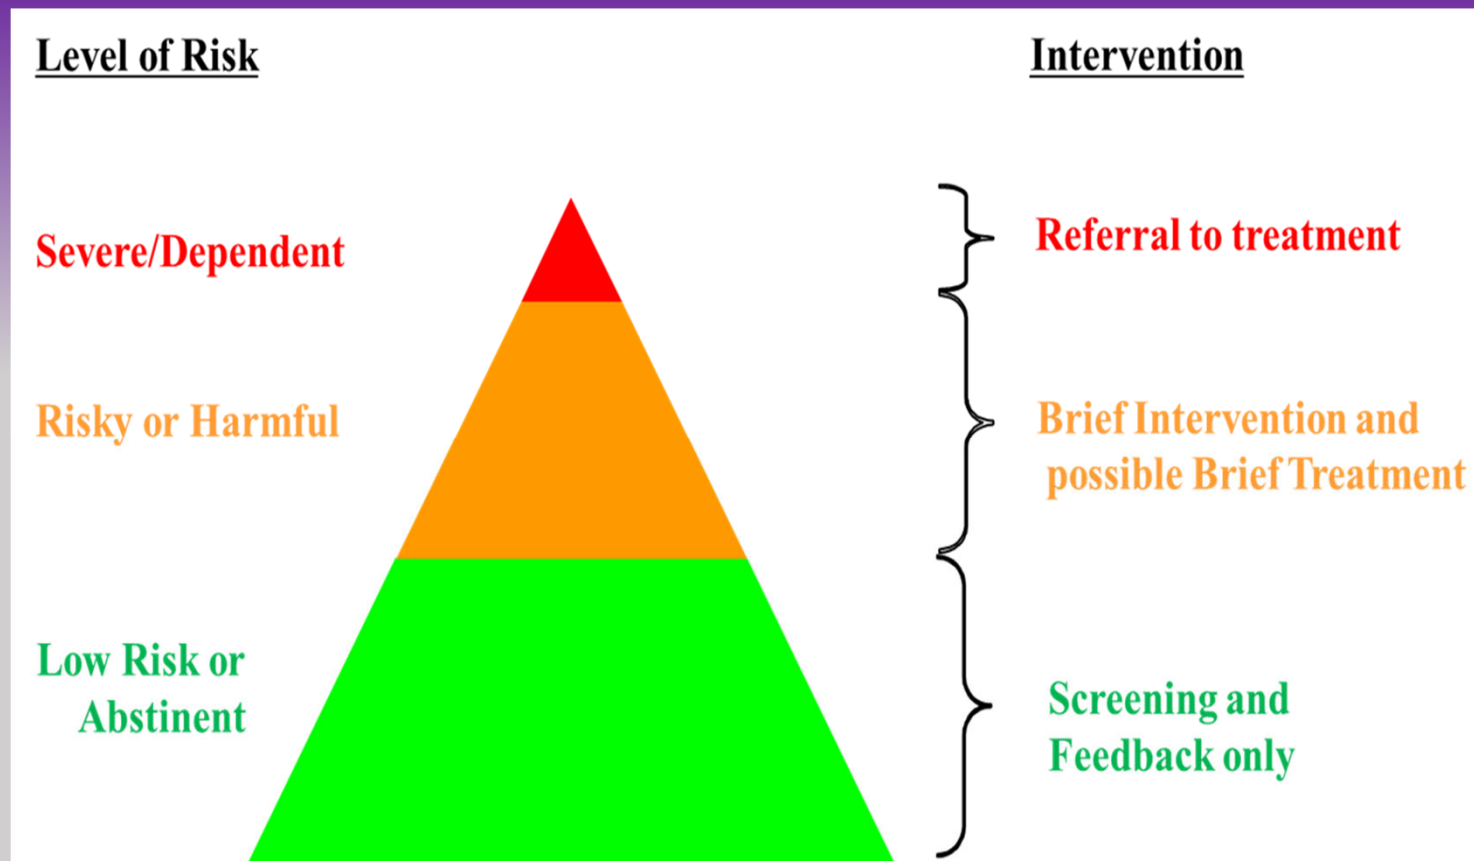 Level of Risk
Intervention
Severe/Dependent
Referral to treatment
Risky or Harmful
Brief Intervention and
possible Brief Treatment
Low Risk or
Abstinent
Screening and
Feedback only